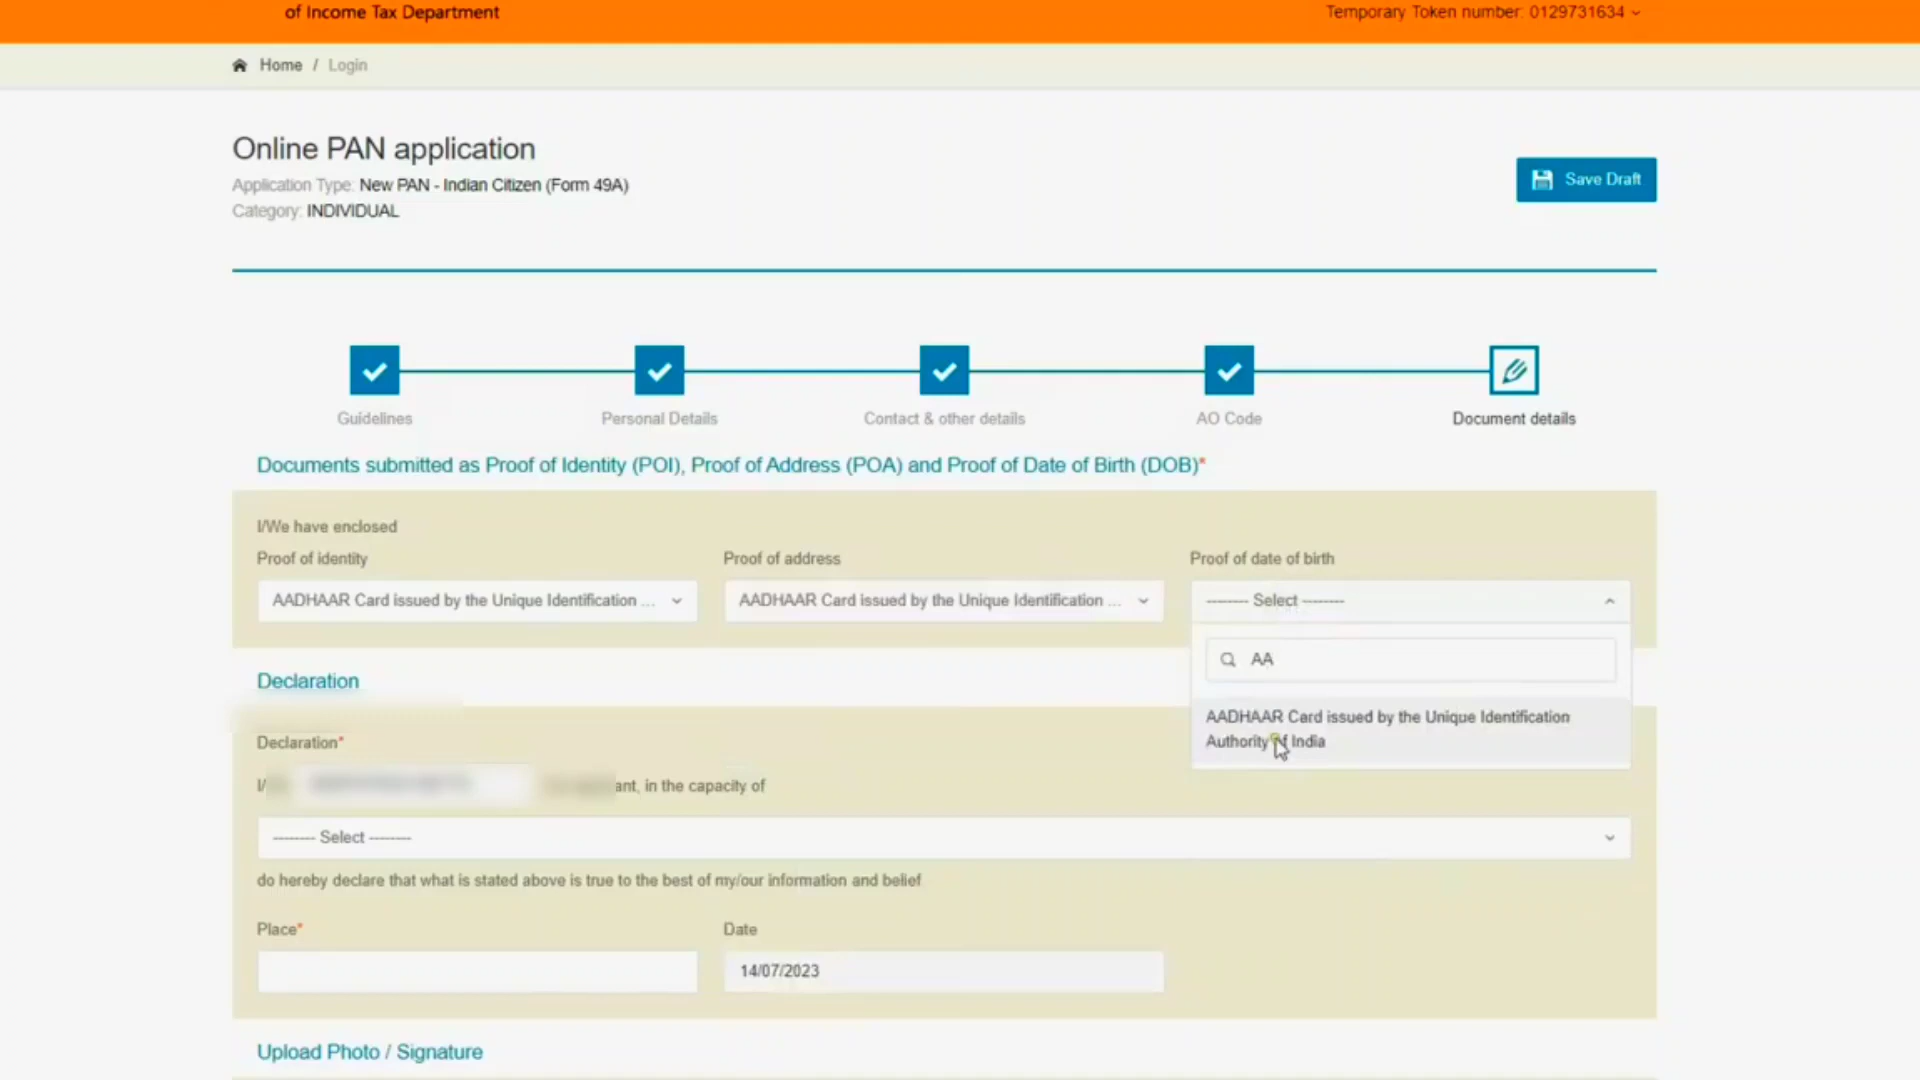 of Income Tax Department
Temporary Token number: 0129731634
Home / Login
Online PAN application
Application Type: New PAN - Indian Citizen (Form 49A)
Category: INDIVIDUAL
Save Draft
Guidelines
Personal Details
Contact & other details
AO Code
Document details
Documents submitted as Proof of Identity (POI), Proof of Address (POA) and Proof of Date of Birth (DOB)*
I/We have enclosed
Proof of identity
Proof of address
Proof of date of birth
AADHAAR Card issued by the Unique Identification ...
AADHAAR Card issued by the Unique Identification ...
-------- Select --------
AA
AADHAAR Card issued by the Unique Identification
Authority of India
Declaration
Declaration*
I/ ant, in the capacity of
-------- Select --------
do hereby declare that what is stated above is true to the best of my/our information and belief
Place*
Date
14/07/2023
Upload Photo / Signature